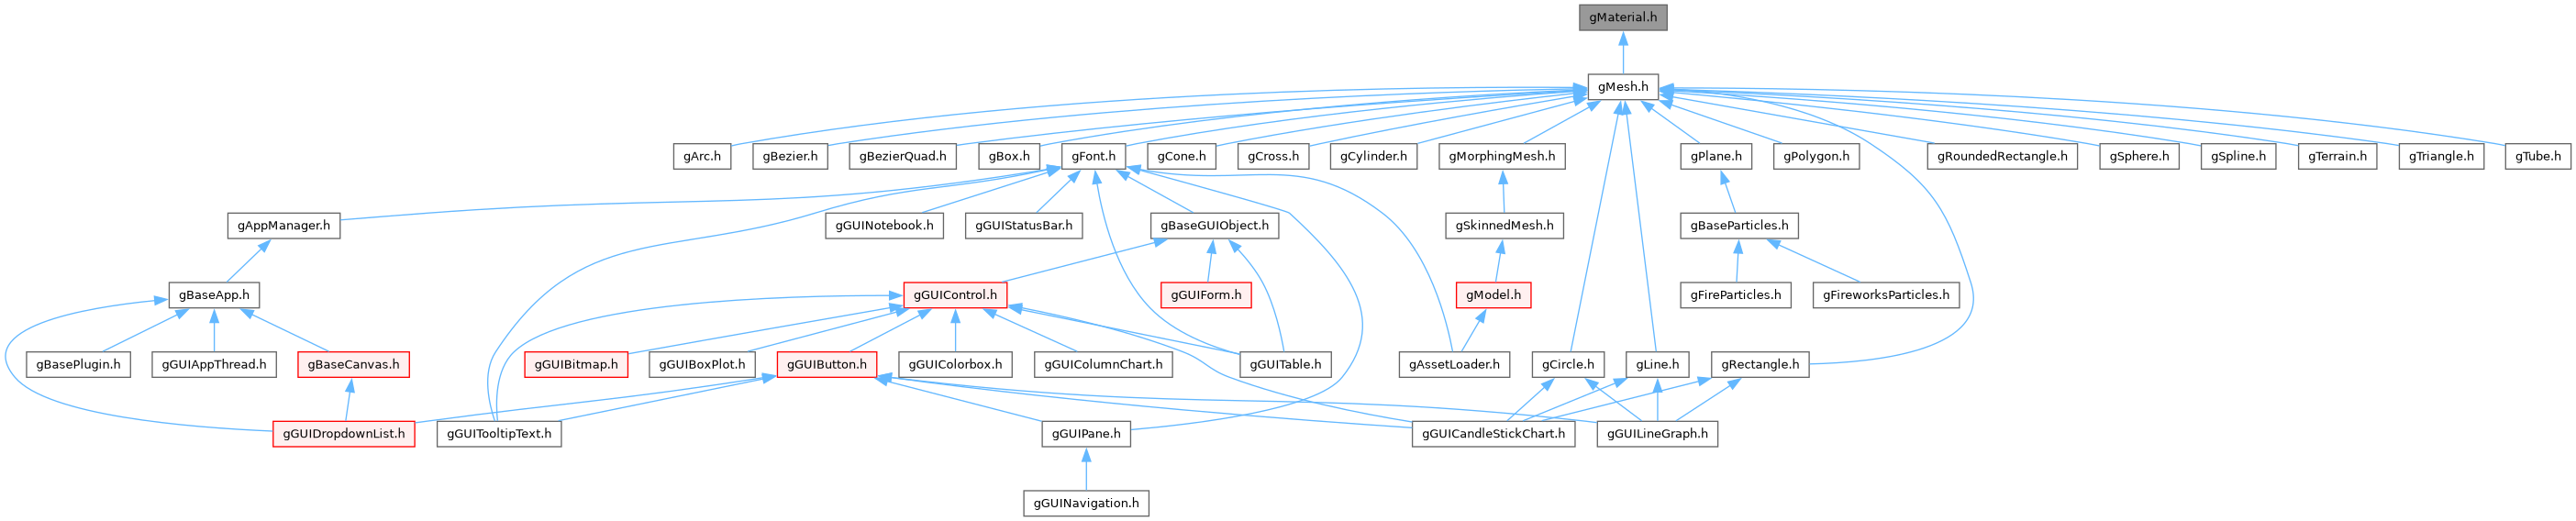 gMaterial.h
gMesh.h
gArc.h
gBezier.h
gBezierQuad.h
gBox.h
gFont.h
gCone.h
gCross.h
gCylinder.h
gMorphingMesh.h
gPlane.h
gPolygon.h
gRoundedRectangle.h
gSphere.h
gSpline.h
gTerrain.h
gTriangle.h
gTube.h
gAppManager.h
gGUINotebook.h
gGUIStatusBar.h
gBaseGUIObject.h
gSkinnedMesh.h
gBaseParticles.h
gBaseApp.h
gGUIControl.h
gGUIForm.h
gModel.h
gFireParticles.h
gFireworksParticles.h
gBasePlugin.h
gGUIAppThread.h
gBaseCanvas.h
gGUIBitmap.h
gGUIBoxPlot.h
gGUIButton.h
gGUIColorbox.h
gGUIColumnChart.h
gGUITable.h
gAssetLoader.h
gCircle.h
gLine.h
gRectangle.h
gGUIDropdownList.h
gGUITooltipText.h
gGUIPane.h
gGUICandleStickChart.h
gGUILineGraph.h
gGUINavigation.h